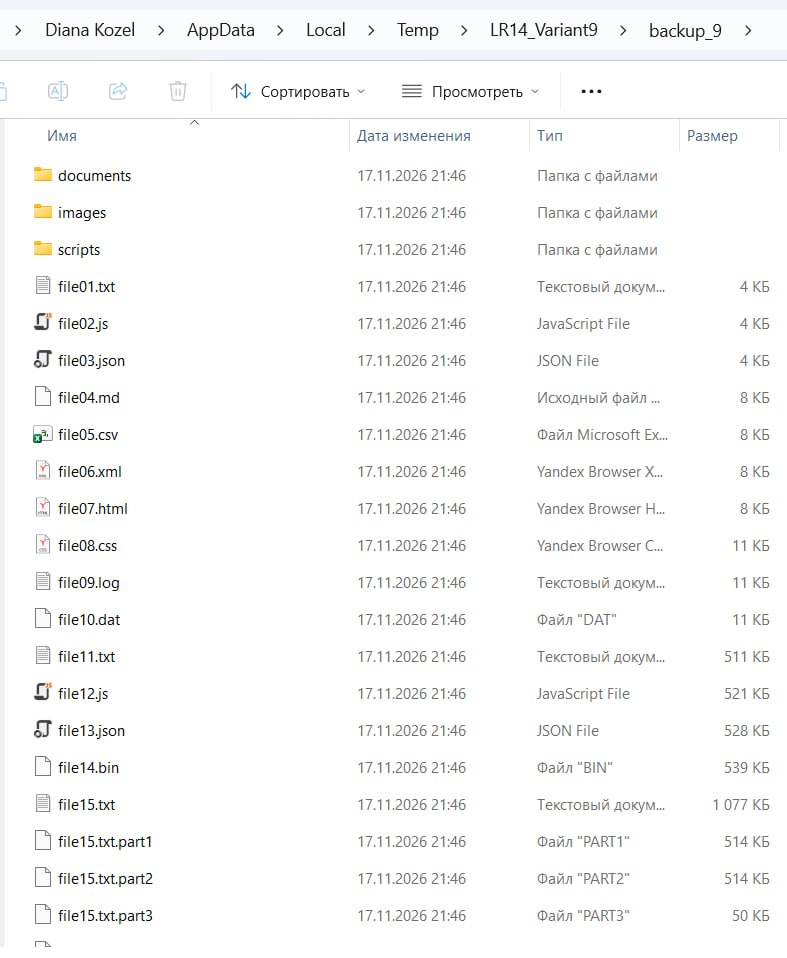 Diana Kozel > AppData > Local > Temp > LR14_Variant9 > backup_9 >
Сортировать Просмотреть •••
Имя Дата изменения Тип Размер
documents 17.11.2026 21:46 Папка с файлами
images 17.11.2026 21:46 Папка с файлами
scripts 17.11.2026 21:46 Папка с файлами
file01.txt 17.11.2026 21:46 Текстовый докум... 4 КБ
file02.js 17.11.2026 21:46 JavaScript File 4 КБ
file03.json 17.11.2026 21:46 JSON File 4 КБ
file04.md 17.11.2026 21:46 Исходный файл ... 8 КБ
file05.csv 17.11.2026 21:46 Файл Microsoft Ex... 8 КБ
file06.xml 17.11.2026 21:46 Yandex Browser X... 8 КБ
file07.html 17.11.2026 21:46 Yandex Browser H... 8 КБ
file08.css 17.11.2026 21:46 Yandex Browser C... 11 КБ
file09.log 17.11.2026 21:46 Текстовый докум... 11 КБ
file10.dat 17.11.2026 21:46 Файл "DAT" 11 КБ
file11.txt 17.11.2026 21:46 Текстовый докум... 511 КБ
file12.js 17.11.2026 21:46 JavaScript File 521 КБ
file13.json 17.11.2026 21:46 JSON File 528 КБ
file14.bin 17.11.2026 21:46 Файл "BIN" 539 КБ
file15.txt 17.11.2026 21:46 Текстовый докум... 1 077 КБ
file15.txt.part1 17.11.2026 21:46 Файл "PART1" 514 КБ
file15.txt.part2 17.11.2026 21:46 Файл "PART2" 514 КБ
file15.txt.part3 17.11.2026 21:46 Файл "PART3" 50 КБ